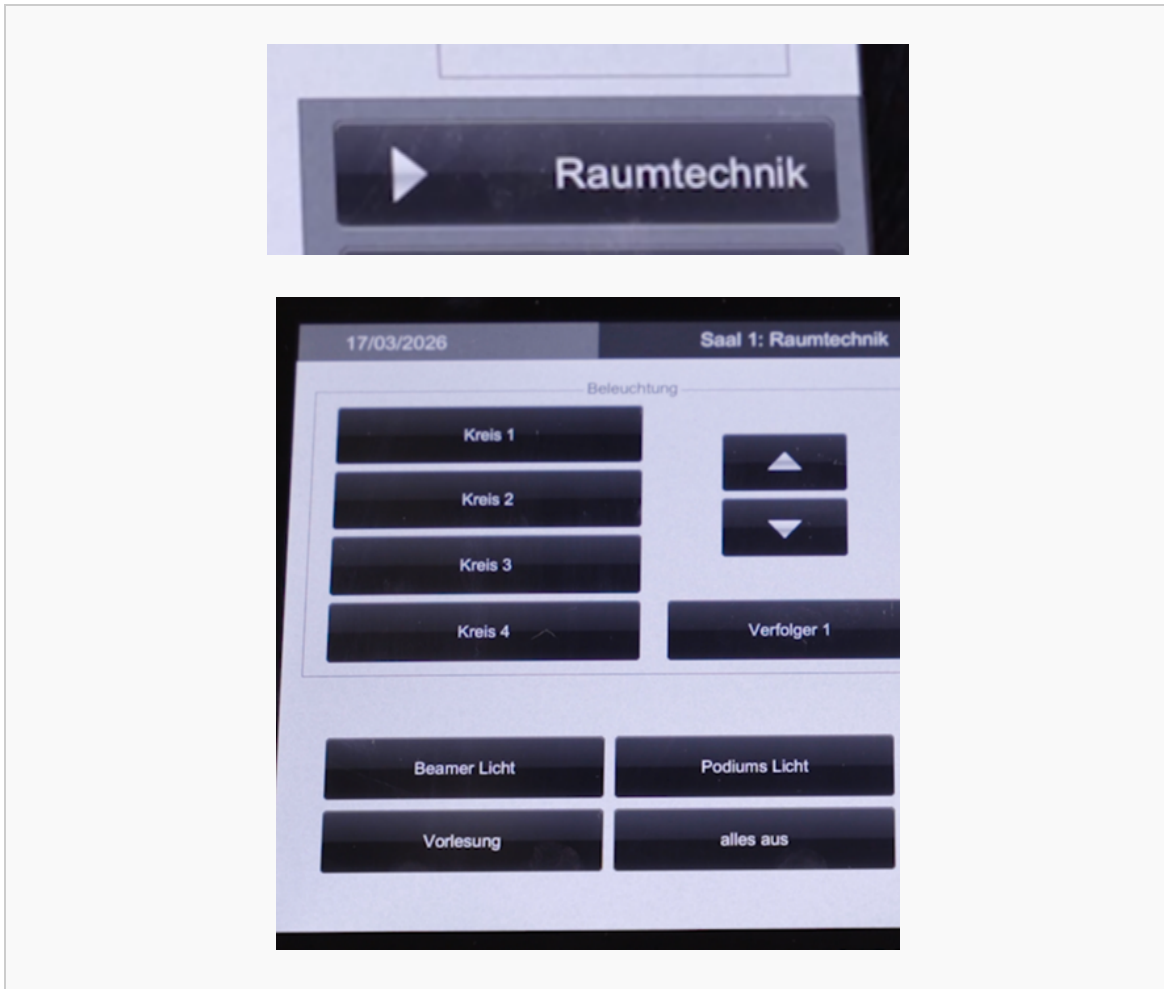 Raumtechnik
17/03/2026
Saal 1: Raumtechnik
Beleuchtung
Kreis 1
Kreis 2
Kreis 3
Kreis 4
Verfolger 1
Beamer Licht
Podiums Licht
Vorlesung
alles aus